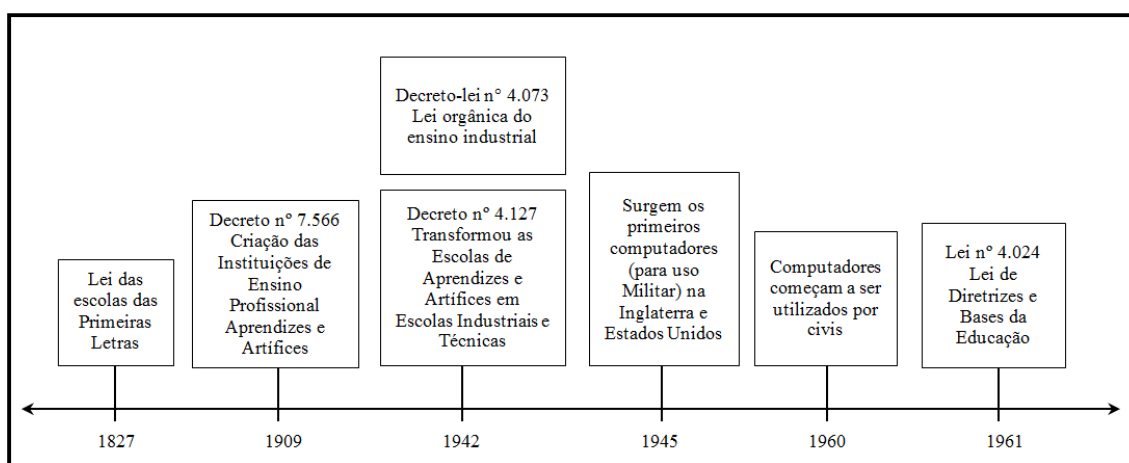 Lei das
escolas das
Primeiras
Letras
Decreto nº 7.566
Criação das
Instituições de
Ensino
Profissional
Aprendizes e
Artífices
Decreto-lei n° 4.073
Lei orgânica do
ensino industrial
Decreto nº 4.127
Transformou as
Escolas de
Aprendizes e
Artífices em
Escolas Industriais e
Técnicas
Surgem os
primeiros
computadores
(para uso
Militar) na
Inglaterra e
Estados Unidos
Computadores
começam a ser
utilizados por
civis
Lei nº 4.024
Lei de
Diretrizes e
Bases da
Educação
1827
1909
1942
1945
1960
1961